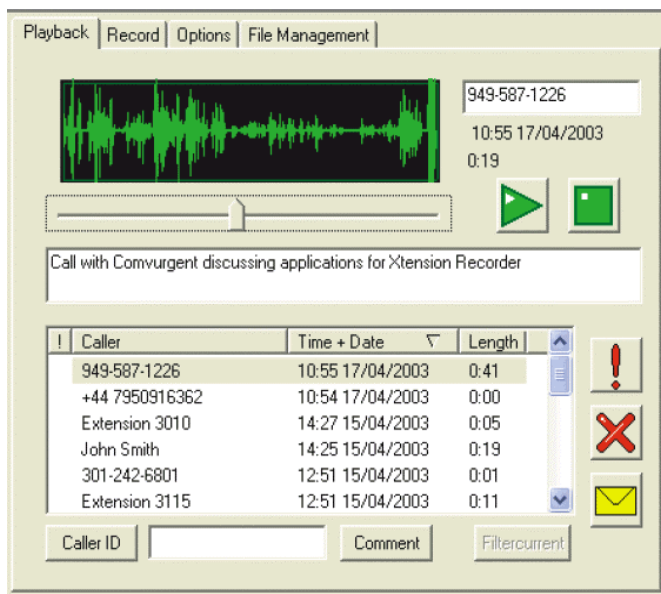 Playback Record Options File Management
949-587-1226
10:55 17/04/2003
0:19
Call with Comvurgent discussing applications for Xtension Recorder
! Caller Time + Date Length
949-587-1226 10:55 17/04/2003 0:41
+44 7950916362 10:54 17/04/2003 0:00
Extension 3010 14:27 15/04/2003 0:05
John Smith 14:25 15/04/2003 0:19
301-242-6801 12:51 15/04/2003 0:01
Extension 3115 12:51 15/04/2003 0:11
Caller ID Comment Filtercurrent